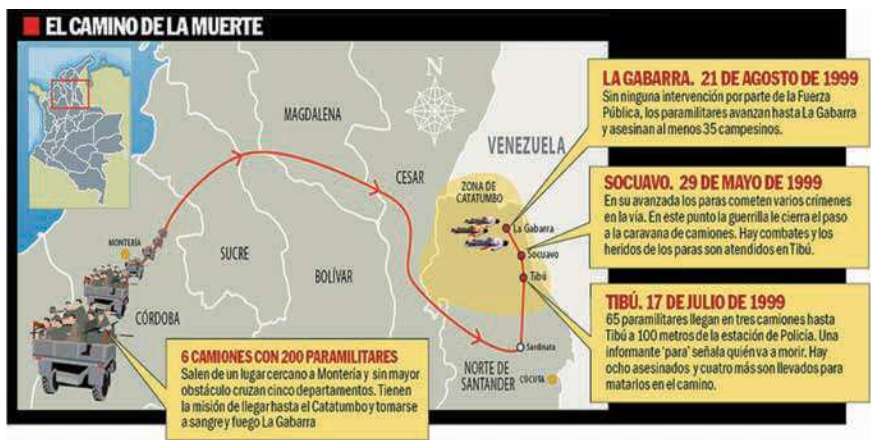 EL CAMINO DE LA MUERTE
N
MAGDALENA
VENEZUELA
CESAR
ZONA DE
CATATUMBO
La Gabarra
MONTERÍA
SUCRE
Socuavo
BOLÍVAR
Tibú
CÓRDOBA
Sardinata
NORTE DE
SANTANDER
CÚCUTA
LA GABARRA. 21 DE AGOSTO DE 1999
Sin ninguna intervención por parte de la Fuerza
Pública, los paramilitares avanzan hasta La Gabarra
y asesinan al menos 35 campesinos.
SOCUAVO. 29 DE MAYO DE 1999
En su avanzada los paras cometen varios crímenes
en la vía. En este punto la guerrilla le cierra el paso
a la caravana de camiones. Hay combates y los
heridos de los paras son atendidos en Tibú.
TIBÚ. 17 DE JULIO DE 1999
65 paramilitares llegan en tres camiones hasta
Tibú a 100 metros de la estación de Policía. Una
informante 'para' señala quién va a morir. Hay
ocho asesinados y cuatro más son llevados para
matarlos en el camino.
6 CAMIONES CON 200 PARAMILITARES
Salen de un lugar cercano a Montería y sin mayor
obstáculo cruzan cinco departamentos. Tienen
la misión de llegar hasta el Catatumbo y tomarse
a sangre y fuego La Gabarra